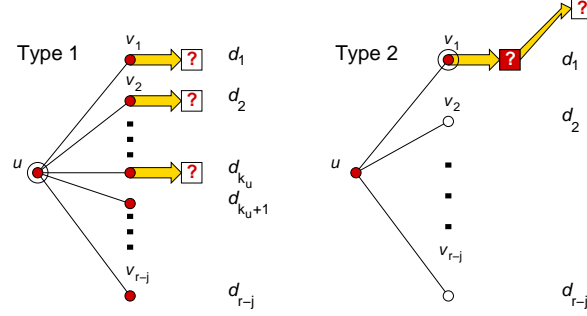 Type 1
v1
?
d1
v2
?
d2
u
?
dku
dku+1
vr–j
dr–j
Type 2
?
v1
?
d1
v2
d2
u
vr–j
dr–j